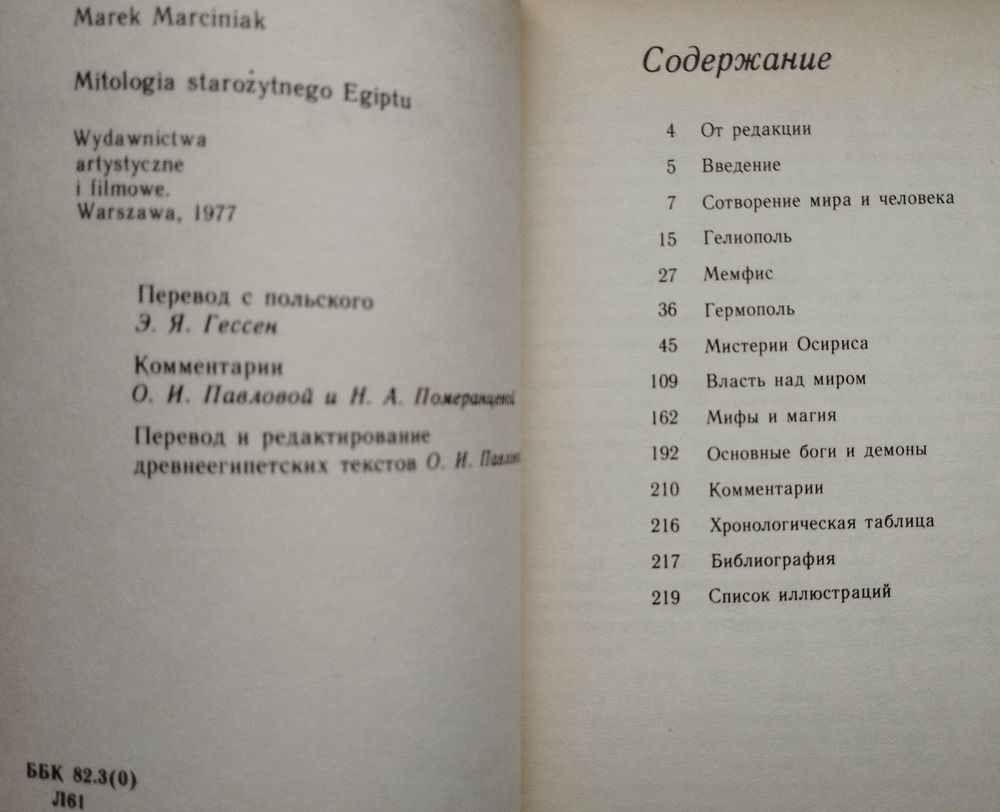 Marek Marciniak
Mitologia starożytnego Egiptu
Wydawnictwa
artystyczne
i filmowe.
Warszawa, 1977
Перевод с польского
Э. Я. Гессен
Комментарии
О. И. Павловой и Н. А. Померанцевой
Перевод и редактирование
древнеегипетских текстов О. И.
ББК 82.3(0)
Л61
Содержание
4 От редакции
5 Введение
7 Сотворение мира и человека
15 Гелиополь
27 Мемфис
36 Гермополь
45 Мистерии Осириса
109 Власть над миром
162 Мифы и магия
192 Основные боги и демоны
210 Комментарии
216 Хронологическая таблица
217 Библиография
219 Список иллюстраций